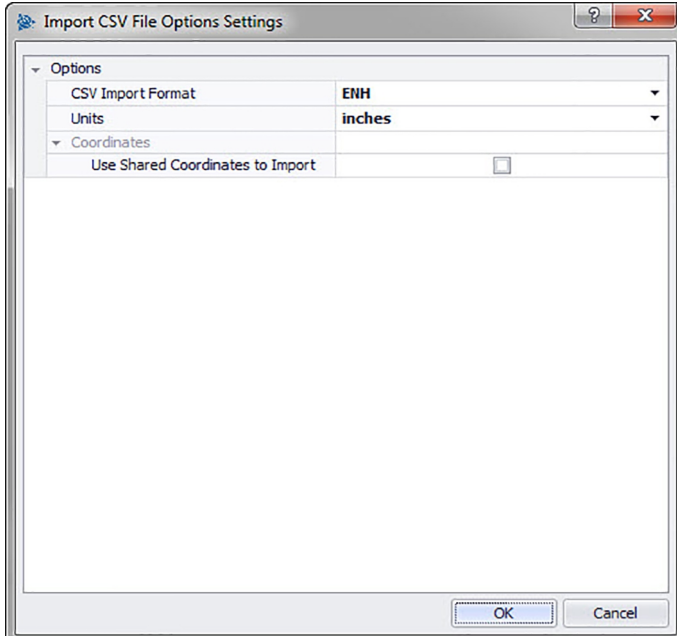 Import CSV File Options Settings
?
Options
CSV Import Format ENH
Units inches
Coordinates
Use Shared Coordinates to Import
OK Cancel